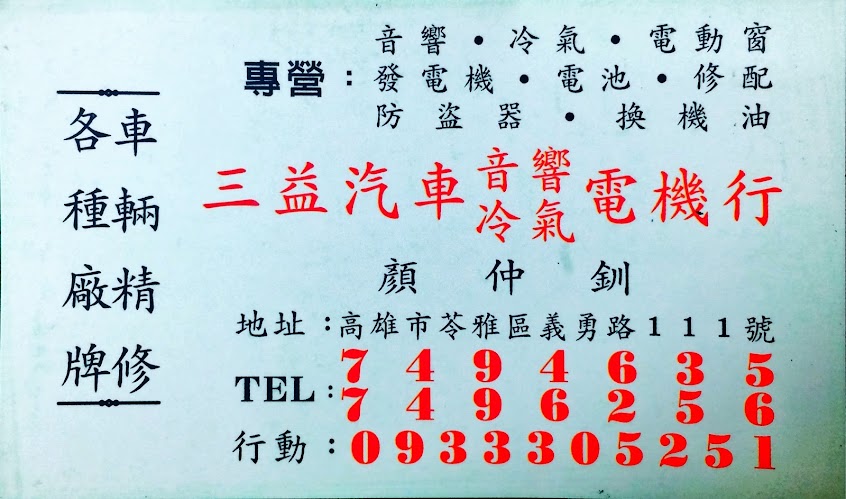 專營：音響・冷氣・電動窗
發電機・電池・修配
防盜器・換機油
各種廠牌
車輛精修
三益汽車音響冷氣電機行
顏仲釧
地址：高雄市苓雅區義勇路111號
TEL：7494635
7496256
行動：0933305251